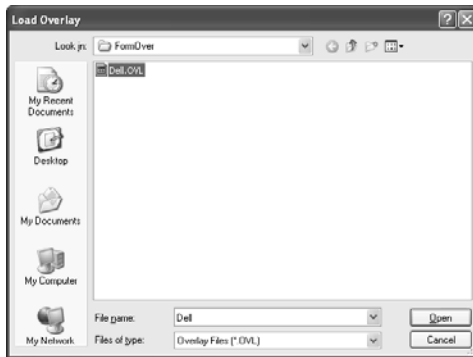 Load Overlay
Look in: FormOver
Dell.OVL
My Recent
Documents
Desktop
My Documents
My Computer
My Network
File name: Dell Open
Files of type: Overlay Files (*.OVL) Cancel